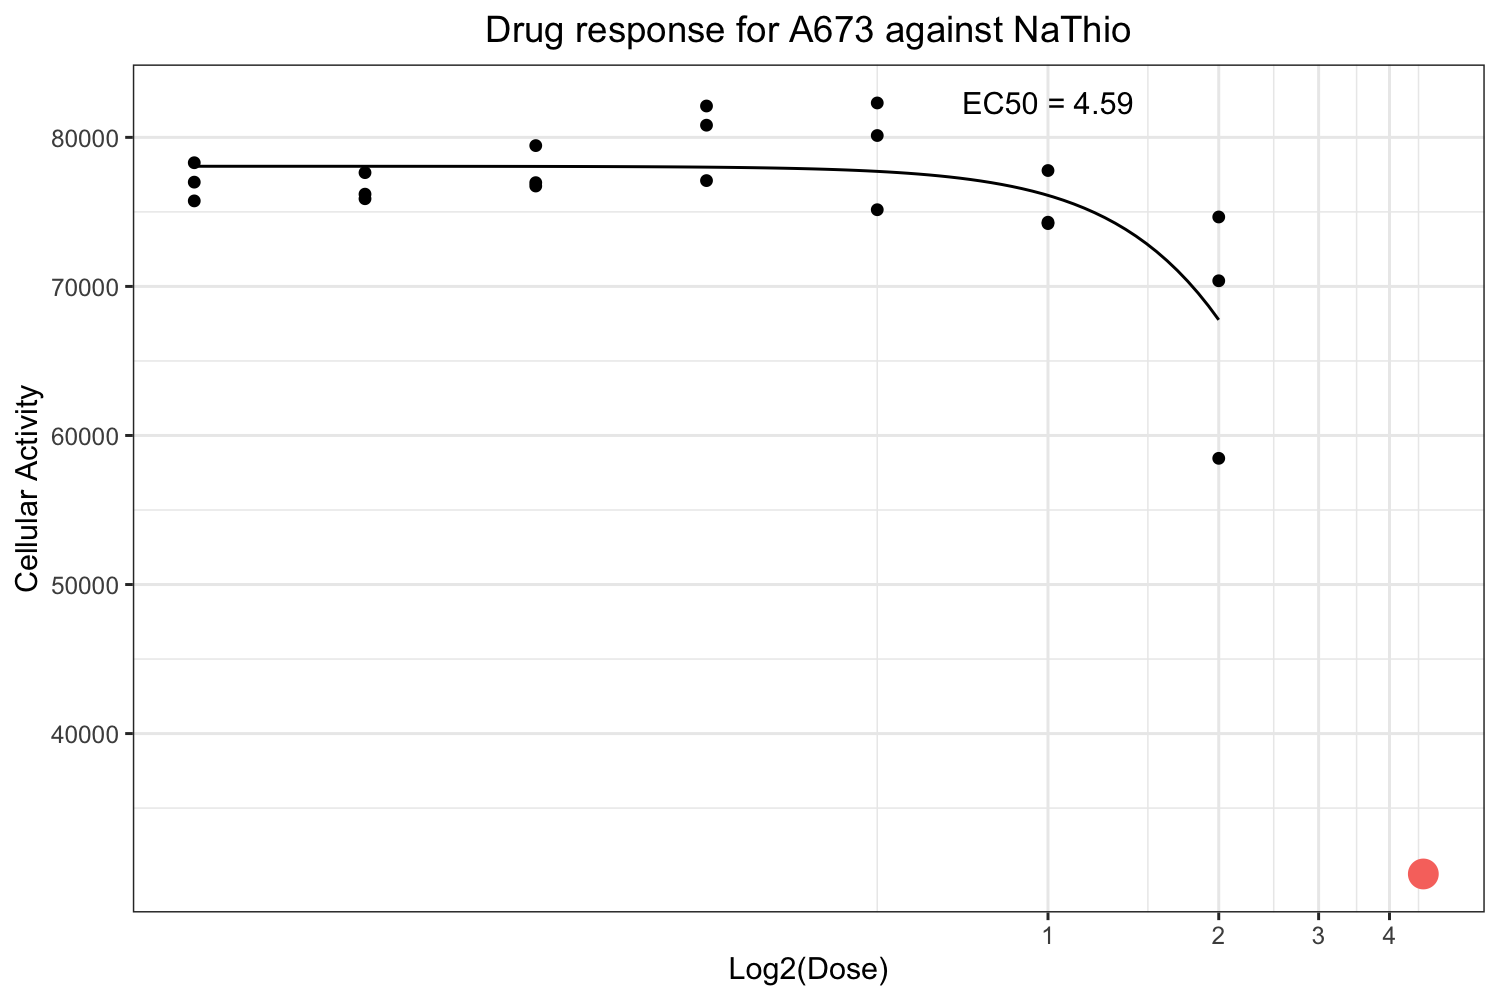 Drug response for A673 against NaThio
EC50 = 4.59
80000
70000
60000
50000
40000
Cellular Activity
1 2 3 4
Log2(Dose)